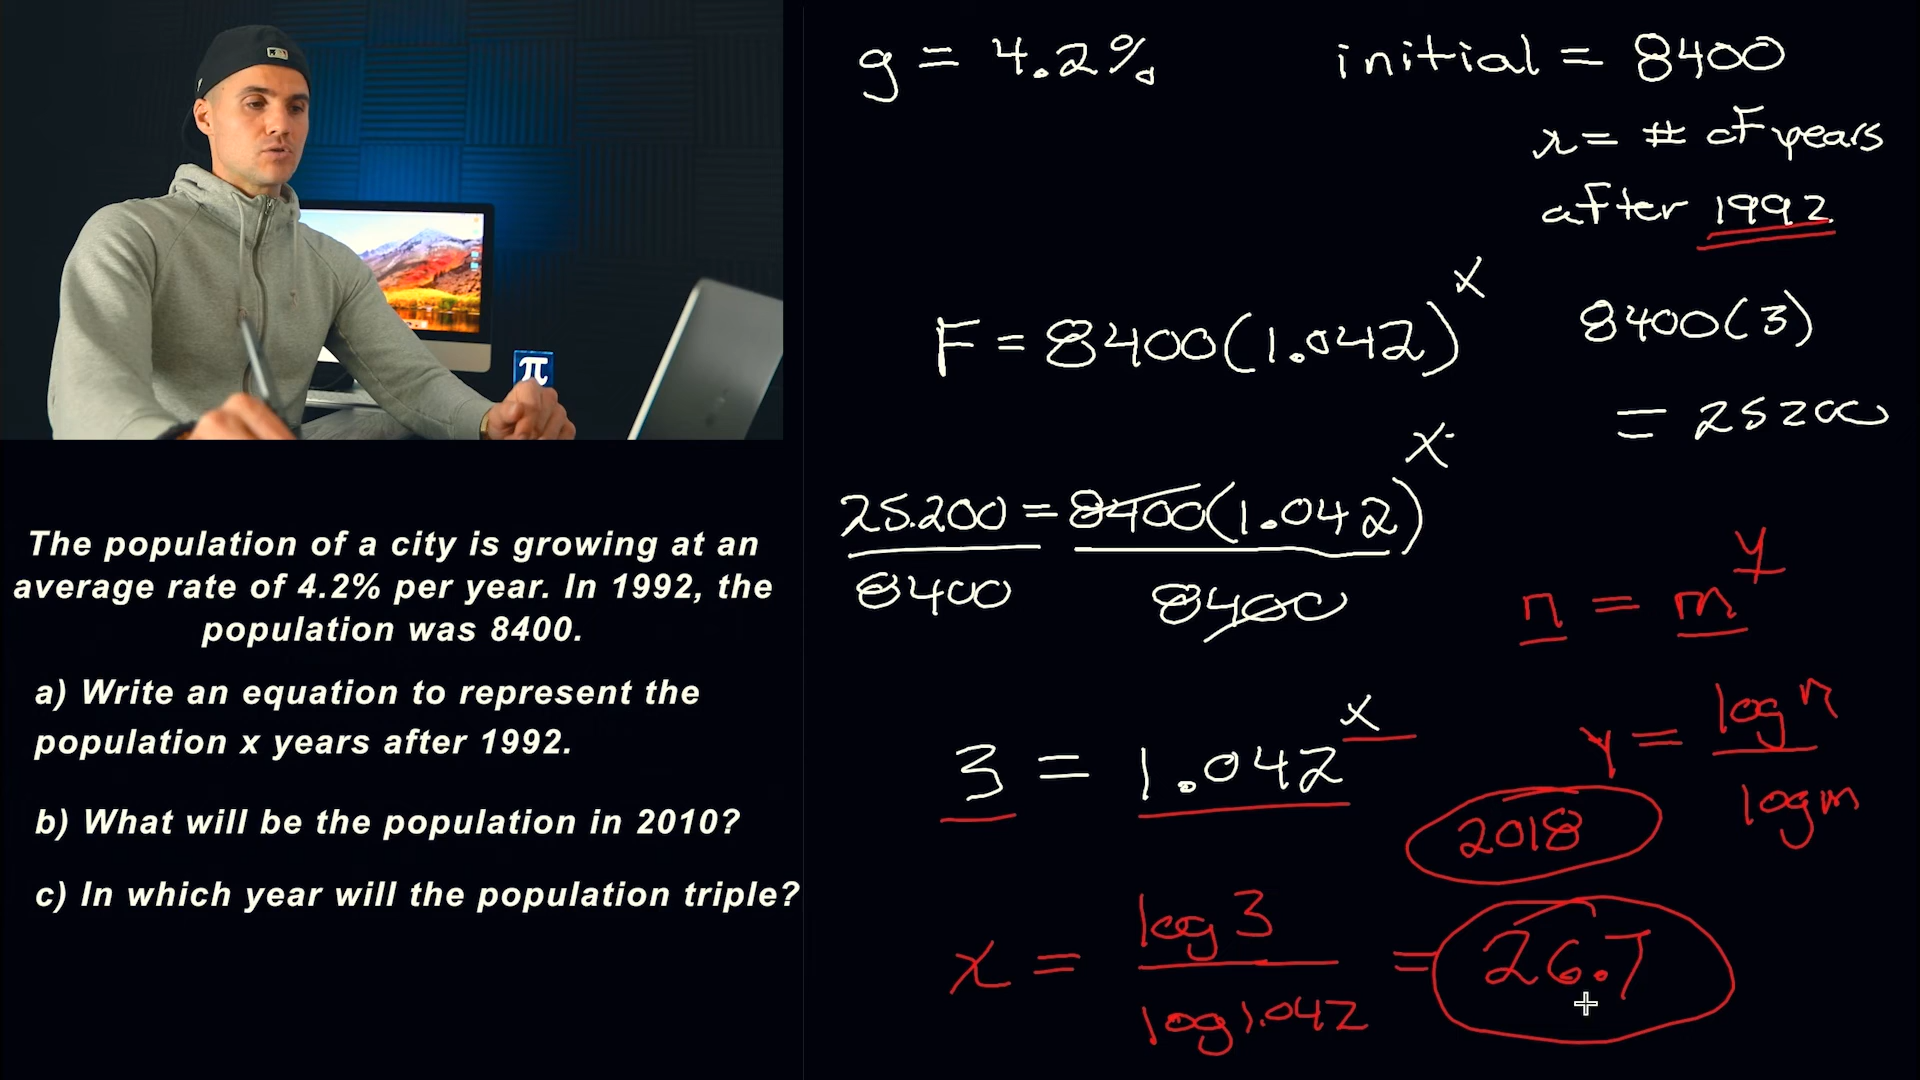 π
The population of a city is growing at an
average rate of 4.2% per year. In 1992, the
population was 8400.
a) Write an equation to represent the
population x years after 1992.
b) What will be the population in 2010?
c) In which year will the population triple?
g = 4.2%
initial = 8400
x = # of years
after 1992
F = 8400(1.042)^x
8400(3)
= 25200
25200 = 8400(1.042)^x
8400 8400
n = m^y
3 = 1.042^x
y = log n
log m
2018
x = log 3 = 26.7
log 1.042